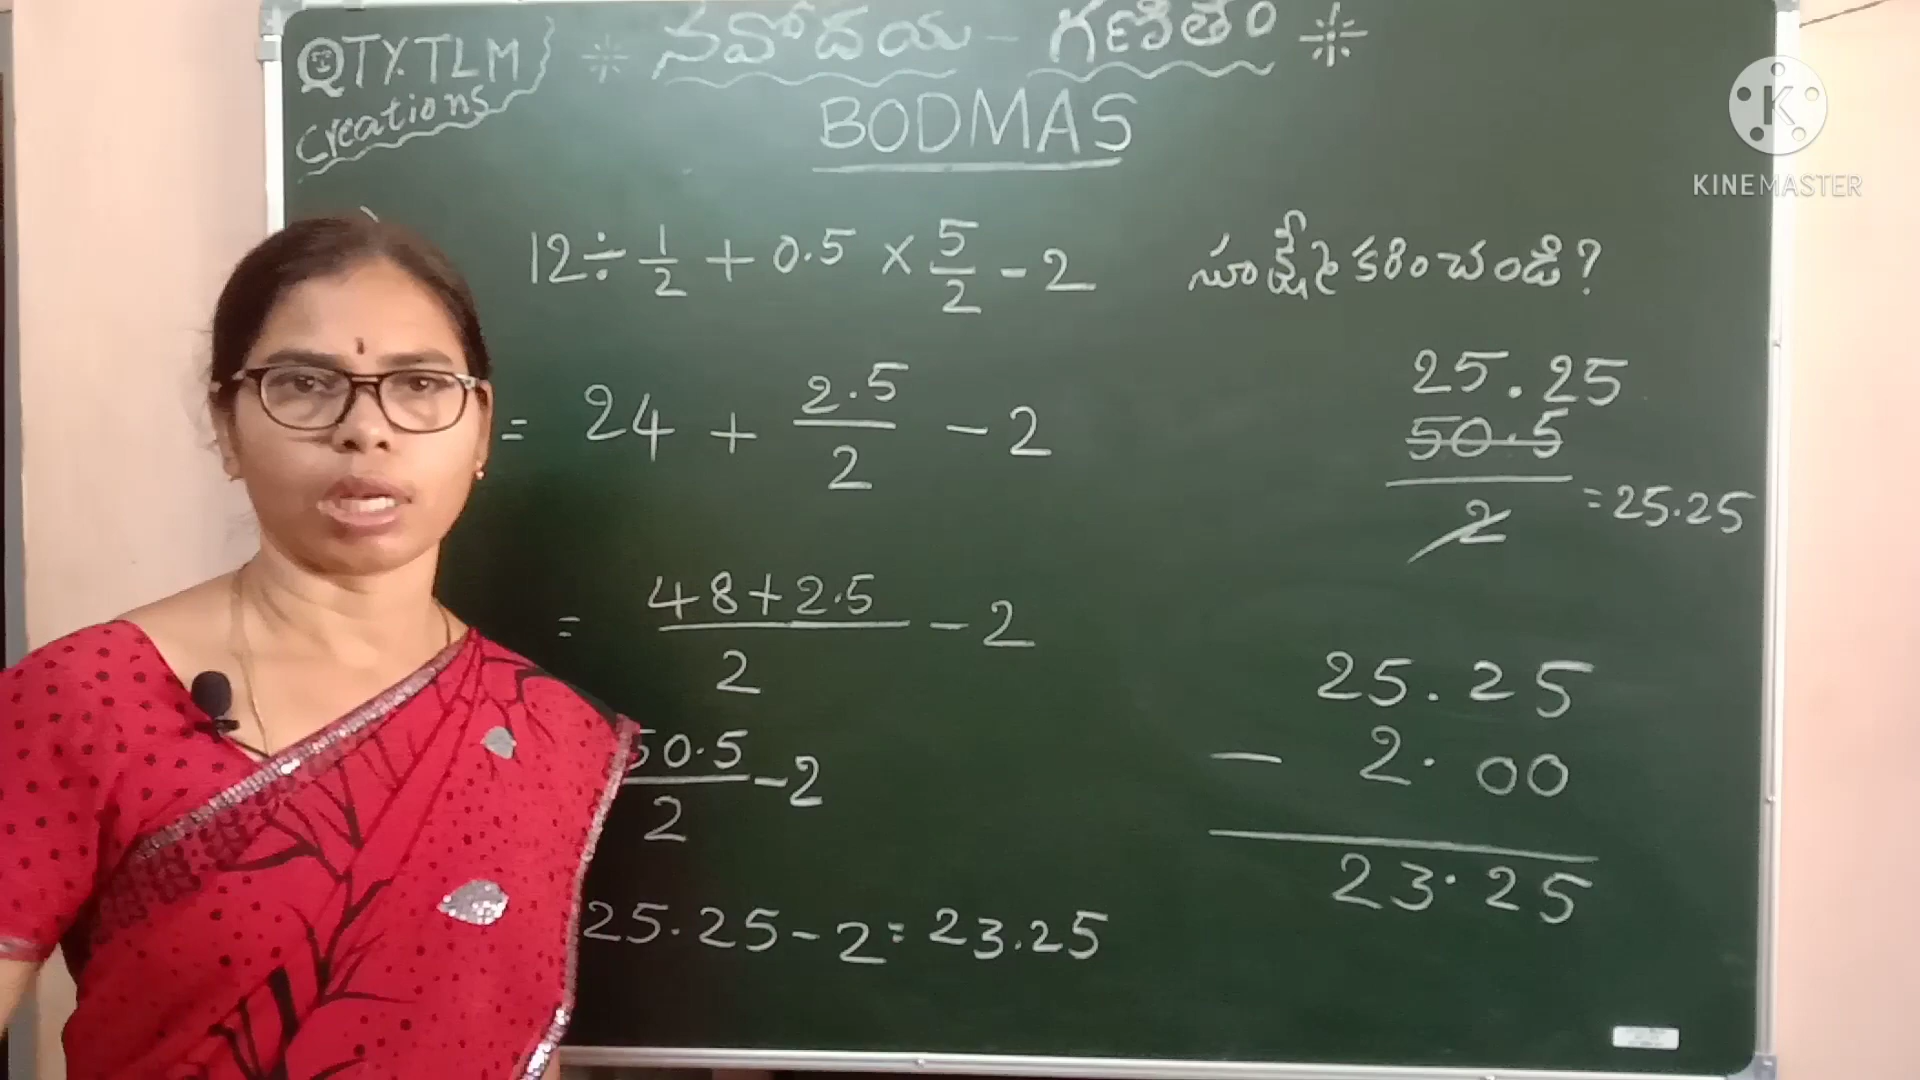 QTY.TLM
Creations
నవోదయ - గణితం
BODMAS
12 ÷ 1/2 + 0.5 × 5/2 - 2 సూక్ష్మీకరించండి?
= 24 + 2.5/2 - 2
= 48+2.5/2 - 2
50.5/2 - 2
25.25 - 2 = 23.25
25.25
50.5/2 = 25.25
25.25
- 2.00
23.25
KINEMASTER